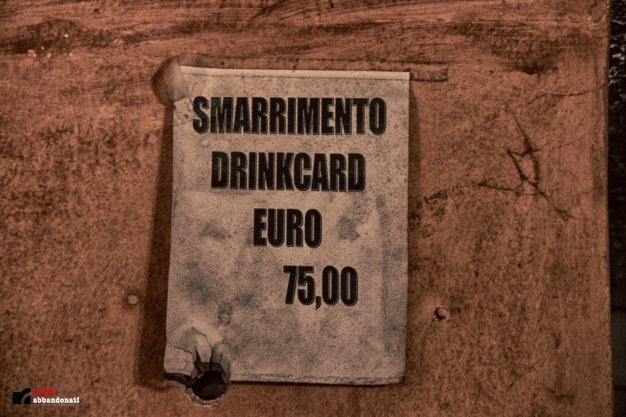 SMARRIMENTO
DRINKCARD
EURO
75,00
abbandonati